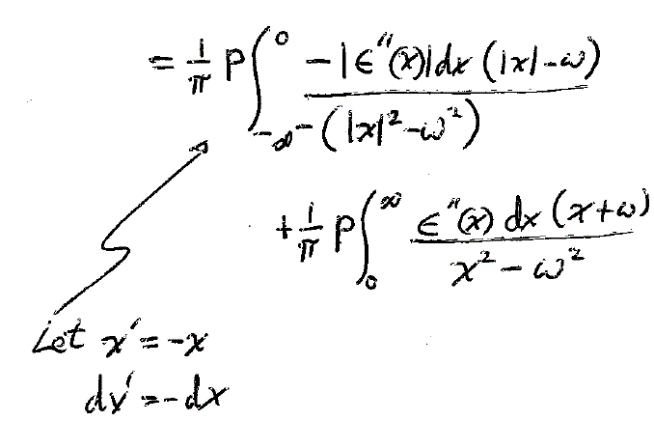 = 1/π P∫_{-∞}^{0} −|ϵ″(x)|dx (|x|−ω) / −(|x|²−ω²)
+ 1/π P∫_{0}^{∞} ϵ″(x) dx (x+ω) / x² − ω²
Let x′ = −x
dx′ = −dx